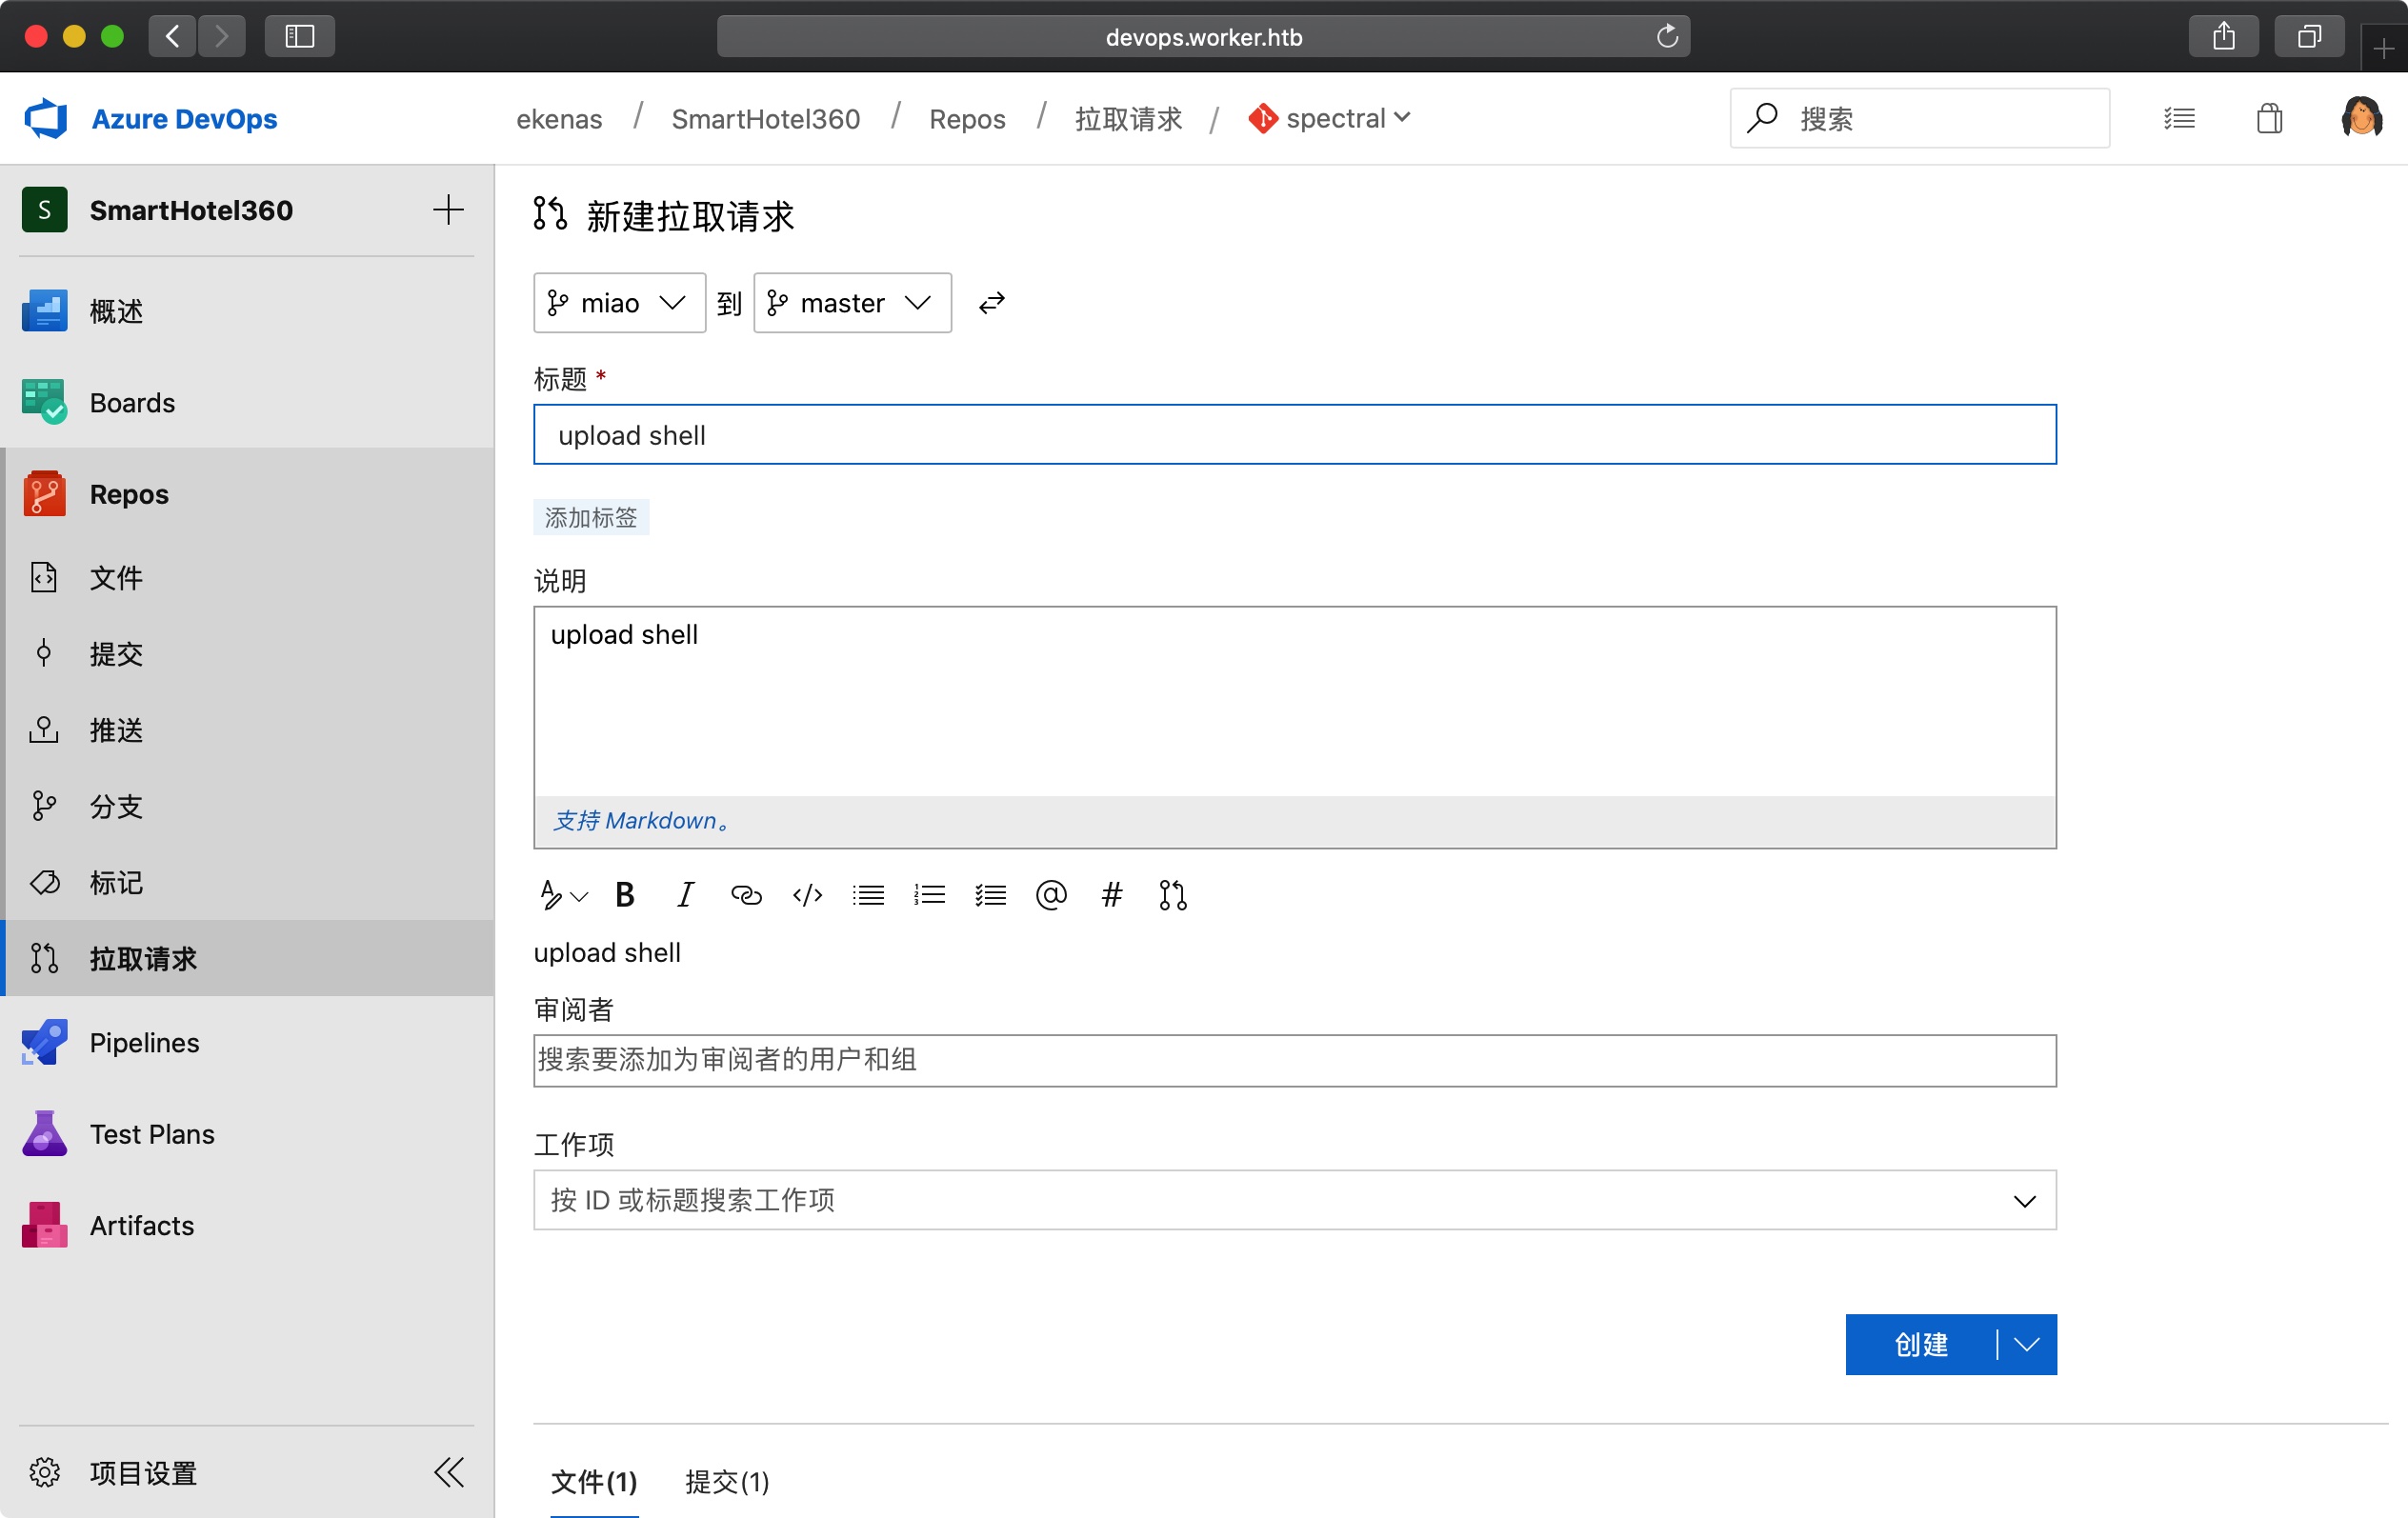 devops.worker.htb
Azure DevOps
ekenas / SmartHotel360 / Repos / 拉取请求 / spectral
搜索
S SmartHotel360
概述
Boards
Repos
文件
提交
推送
分支
标记
拉取请求
Pipelines
Test Plans
Artifacts
项目设置
新建拉取请求
miao 到 master
标题 *
upload shell
添加标签
说明
upload shell
支持 Markdown。
upload shell
审阅者
搜索要添加为审阅者的用户和组
工作项
按 ID 或标题搜索工作项
创建
文件(1) 提交(1)